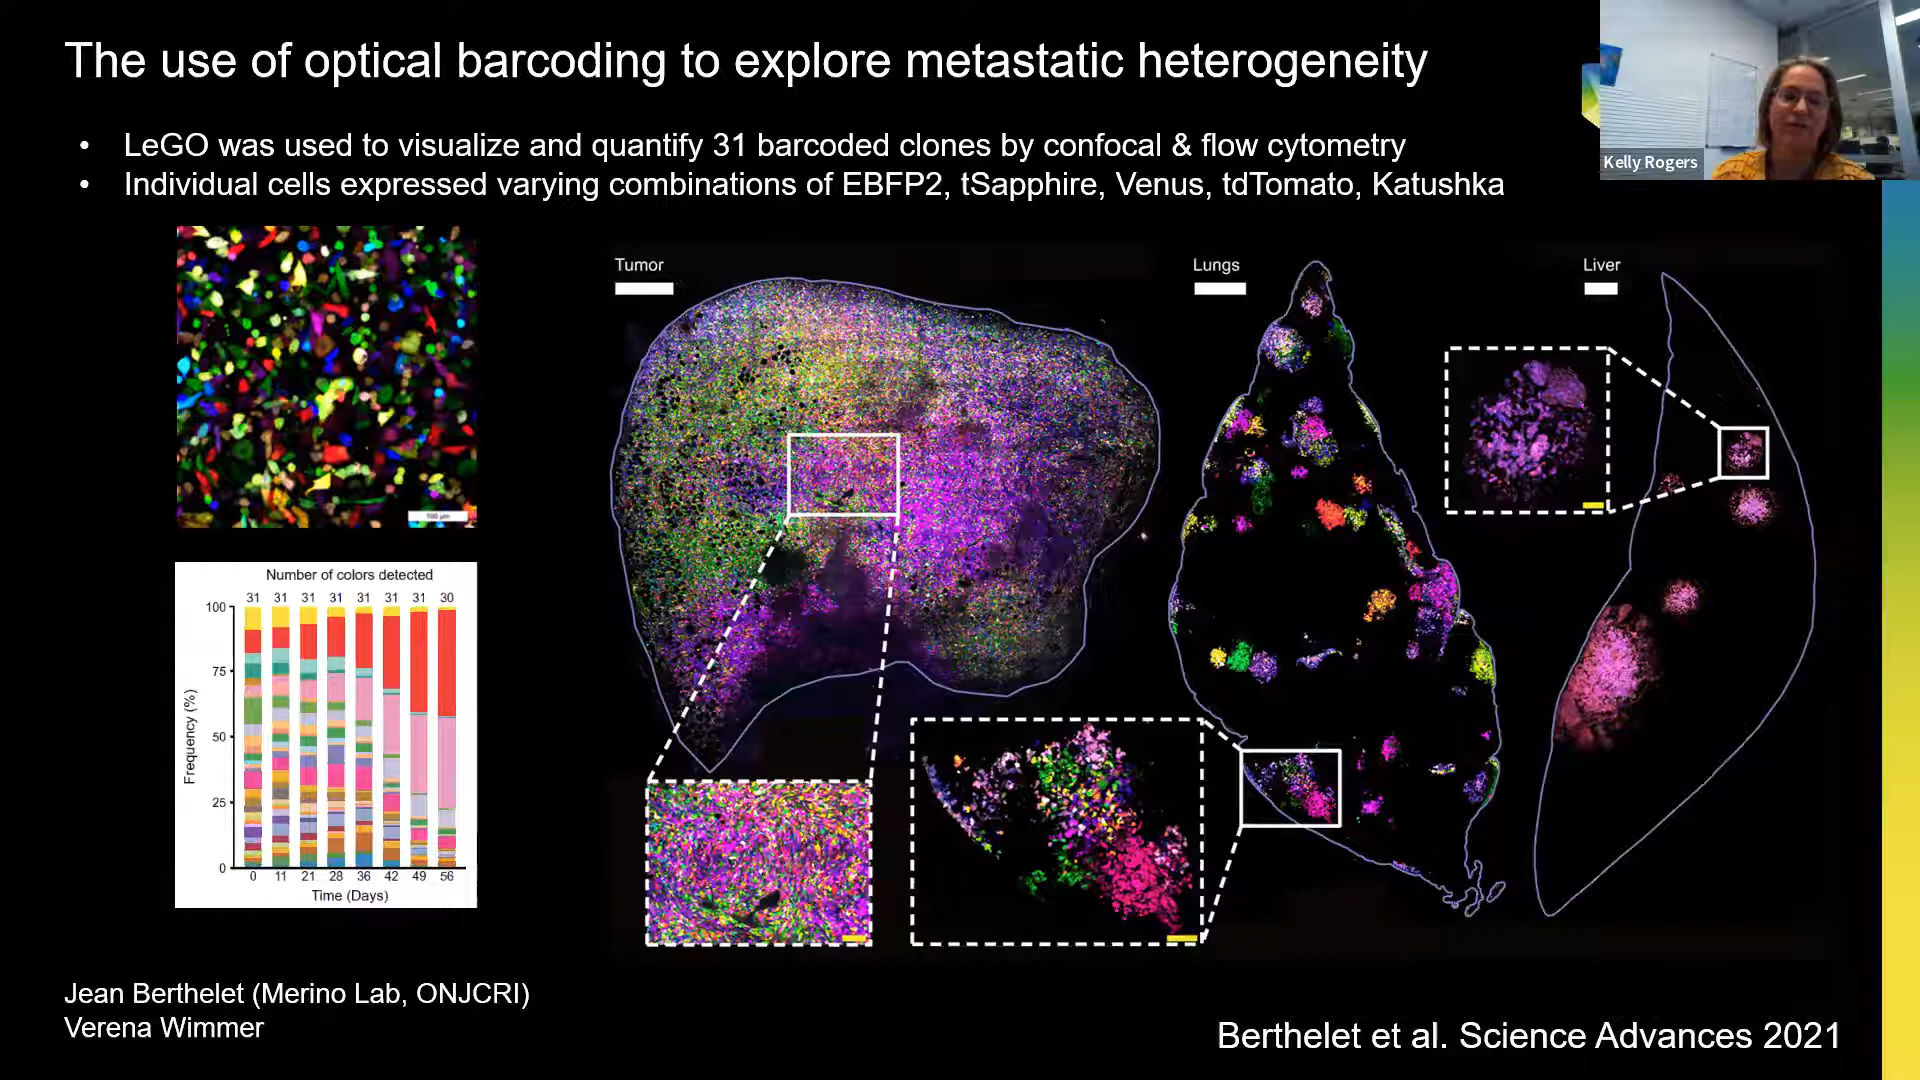 The use of optical barcoding to explore metastatic heterogeneity
Kelly Rogers
• LeGO was used to visualize and quantify 31 barcoded clones by confocal & flow cytometry
• Individual cells expressed varying combinations of EBFP2, tSapphire, Venus, tdTomato, Katushka
Tumor
Lungs
Liver
100 µm
Number of colors detected
31 31 31 31 31 31 31 30
100
75
50
25
0
Frequency (%)
0 11 21 28 36 42 49 56
Time (Days)
Jean Berthelet (Merino Lab, ONJCRI)
Verena Wimmer
Berthelet et al. Science Advances 2021